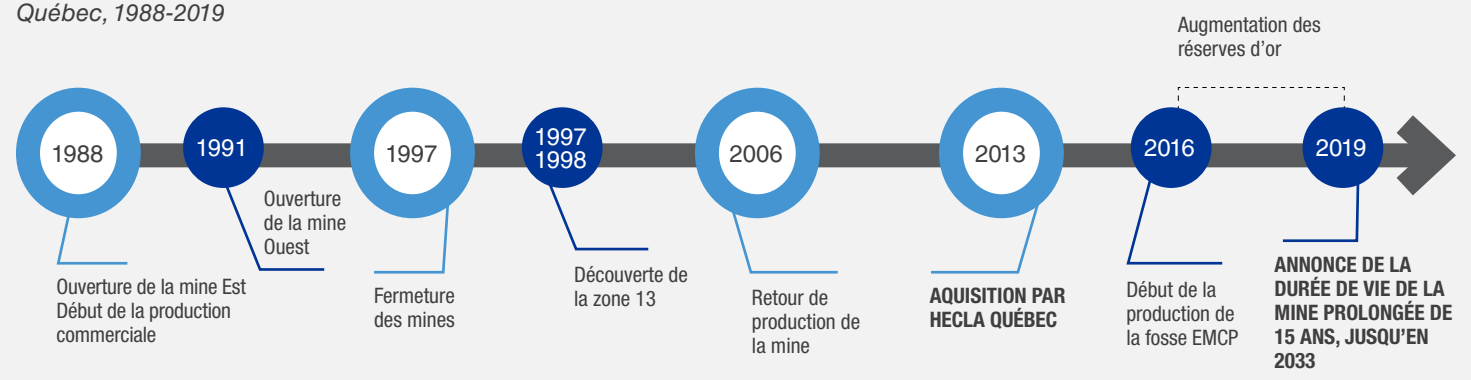 Québec, 1988-2019
Augmentation des
réserves d'or
1988
1991
1997
1997
1998
2006
2013
2016
2019
Ouverture de la mine Est
Début de la production
commerciale
Ouverture
de la mine
Ouest
Fermeture
des mines
Découverte de
la zone 13
Retour de
production de
la mine
AQUISITION PAR
HECLA QUÉBEC
Début de la
production de
la fosse EMCP
ANNONCE DE LA
DURÉE DE VIE DE LA
MINE PROLONGÉE DE
15 ANS, JUSQU'EN
2033